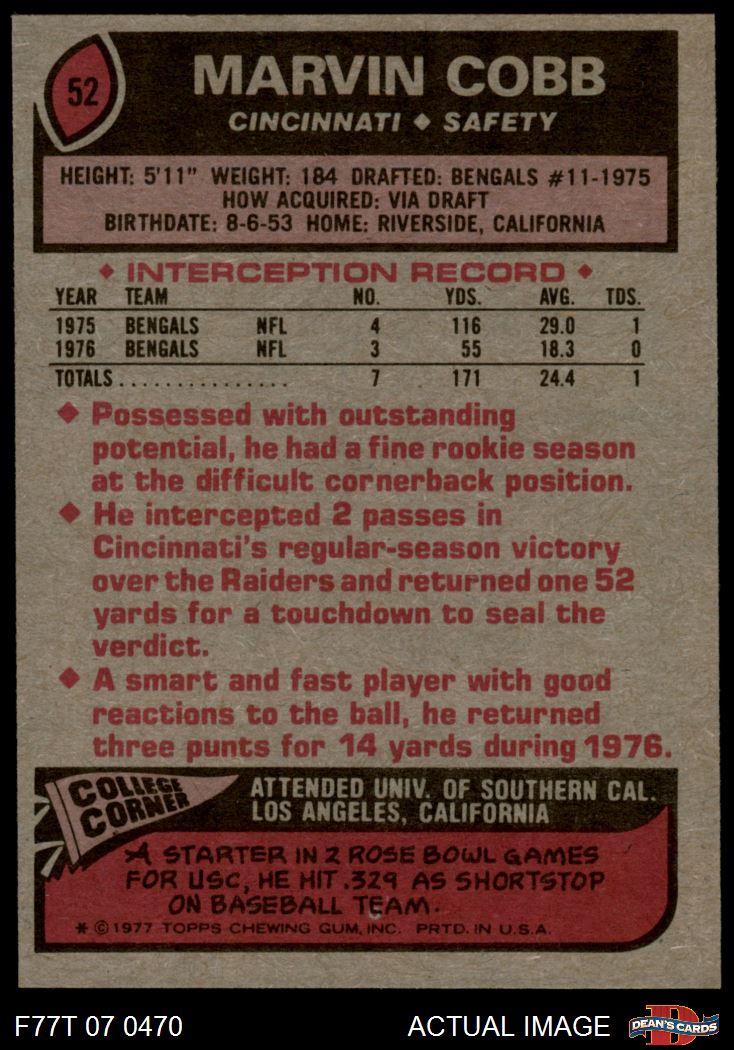 52
MARVIN COBB
CINCINNATI ◆ SAFETY
HEIGHT: 5'11" WEIGHT: 184 DRAFTED: BENGALS #11-1975
HOW ACQUIRED: VIA DRAFT
BIRTHDATE: 8-6-53 HOME: RIVERSIDE, CALIFORNIA
◆ INTERCEPTION RECORD ◆
YEAR TEAM NO. YDS. AVG. TDS.
1975 BENGALS NFL 4 116 29.0 1
1976 BENGALS NFL 3 55 18.3 0
TOTALS............... 7 171 24.4 1
◆ Possessed with outstanding
potential, he had a fine rookie season
at the difficult cornerback position.
◆ He intercepted 2 passes in
Cincinnati's regular-season victory
over the Raiders and returned one 52
yards for a touchdown to seal the
verdict.
◆ A smart and fast player with good
reactions to the ball, he returned
three punts for 14 yards during 1976.
COLLEGE
CORNER
ATTENDED UNIV. OF SOUTHERN CAL.
LOS ANGELES, CALIFORNIA
A STARTER IN 2 ROSE BOWL GAMES
FOR USC, HE HIT .329 AS SHORTSTOP
ON BASEBALL TEAM.
* © 1977 TOPPS CHEWING GUM, INC. PRTD. IN U.S.A.
F77T 07 0470
ACTUAL IMAGE
D
DEAN'S CARDS